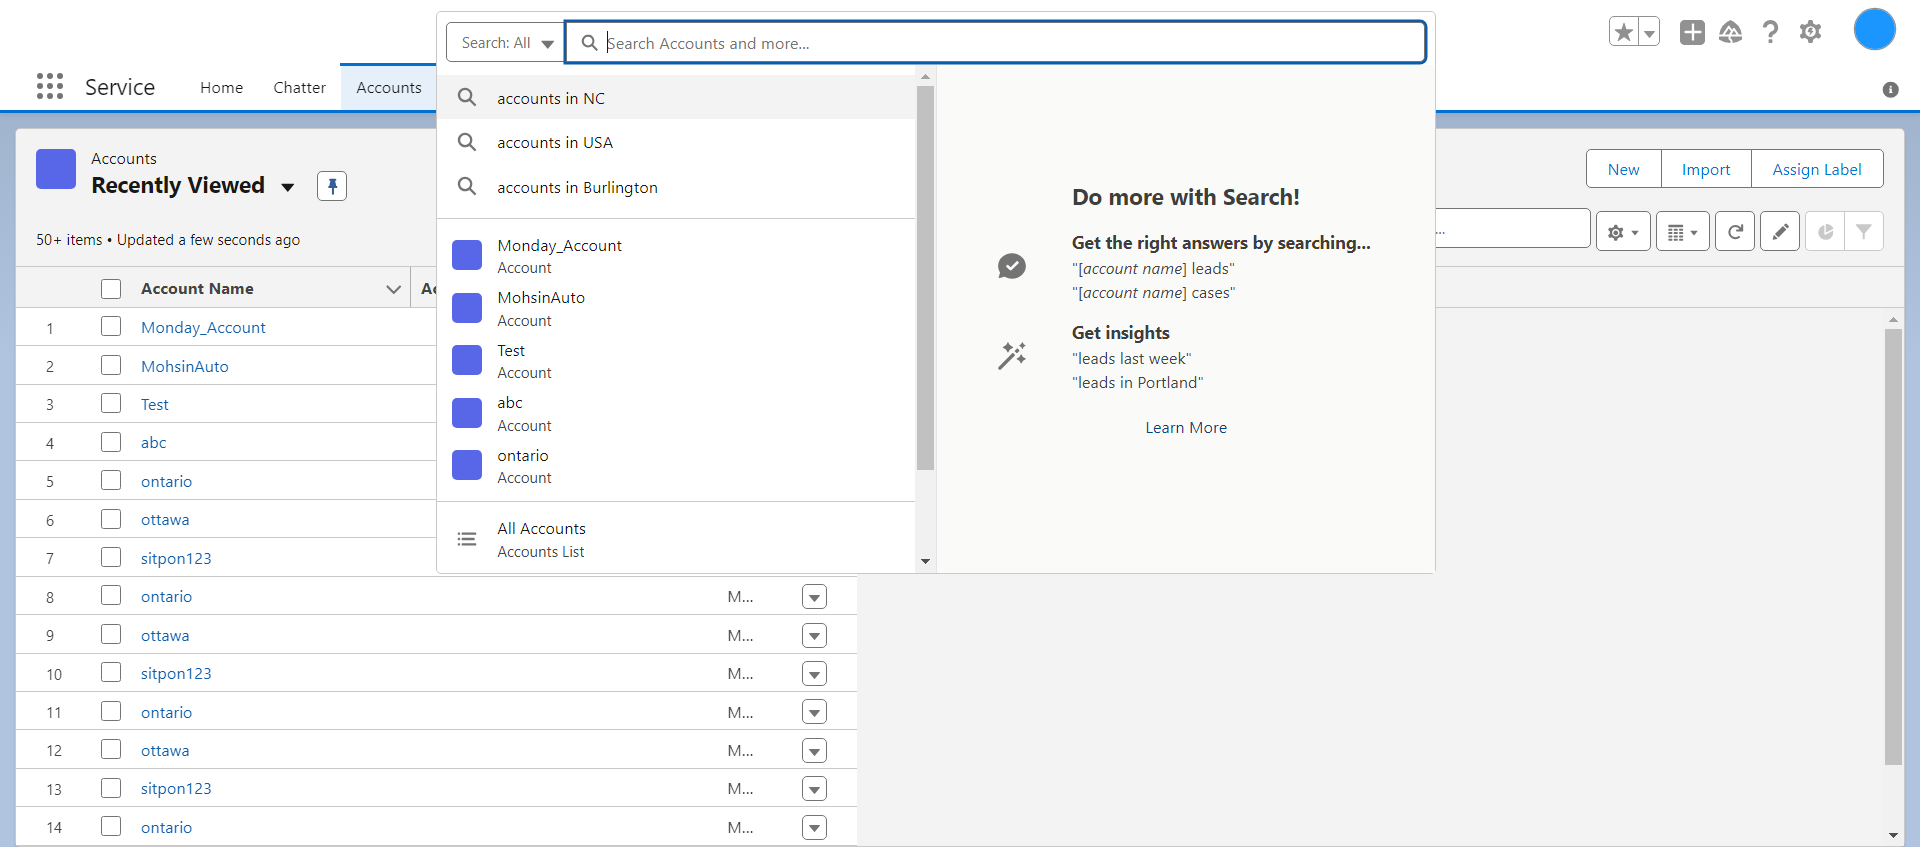 Search: All
Search Accounts and more...
Service
Home
Chatter
Accounts
accounts in NC
accounts in USA
accounts in Burlington
Monday_Account
Account
MohsinAuto
Account
Test
Account
abc
Account
ontario
Account
All Accounts
Accounts List
Do more with Search!
Get the right answers by searching...
"[account name] leads"
"[account name] cases"
Get insights
"leads last week"
"leads in Portland"
Learn More
Accounts
Recently Viewed
New Import Assign Label
50+ items • Updated a few seconds ago
...
Account Name
1 Monday_Account
2 MohsinAuto
3 Test
4 abc
5 ontario
6 ottawa
7 sitpon123
8 ontario M...
9 ottawa M...
10 sitpon123 M...
11 ontario M...
12 ottawa M...
13 sitpon123 M...
14 ontario M...